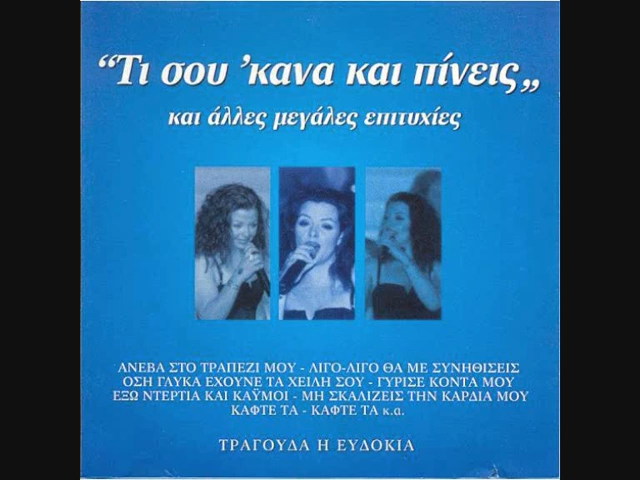 “Τι σου ’κανα και πίνεις„
και άλλες μεγάλες επιτυχίες
ΑΝΕΒΑ ΣΤΟ ΤΡΑΠΕΖΙ ΜΟΥ - ΛΙΓΟ-ΛΙΓΟ ΘΑ ΜΕ ΣΥΝΗΘΙΣΕΙΣ
ΟΣΗ ΓΛΥΚΑ ΕΧΟΥΝΕ ΤΑ ΧΕΙΛΗ ΣΟΥ - ΓΥΡΙΣΕ ΚΟΝΤΑ ΜΟΥ
ΕΞΩ ΝΤΕΡΤΙΑ ΚΑΙ ΚΑΫΜΟΙ - ΜΗ ΣΚΑΛΙΖΕΙΣ ΤΗΝ ΚΑΡΔΙΑ ΜΟΥ
ΚΑΦΤΕ ΤΑ - ΚΑΦΤΕ ΤΑ κ.α.
ΤΡΑΓΟΥΔΑ Η ΕΥΔΟΚΙΑ